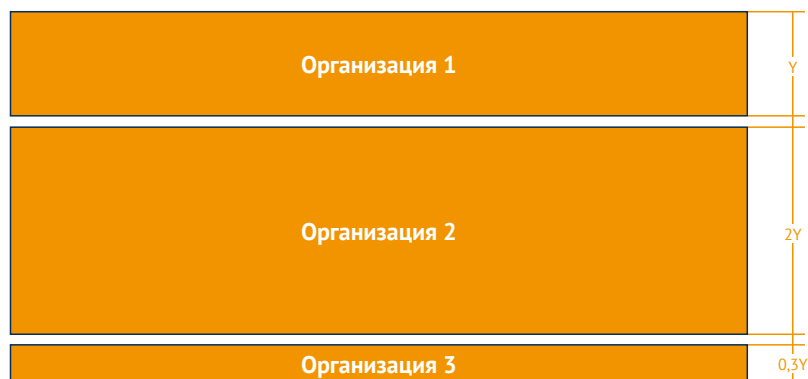 Организация 1
Y
Организация 2
2Y
Организация 3
0,3Y